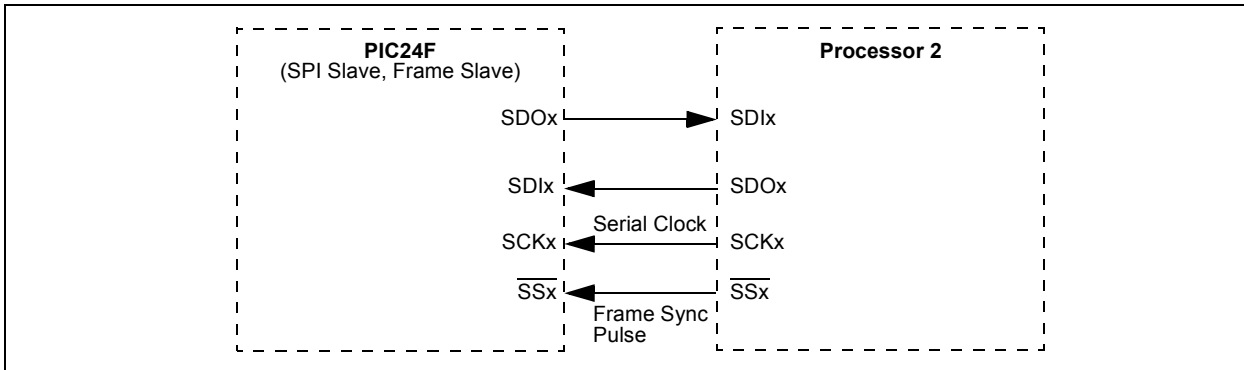 PIC24F
(SPI Slave, Frame Slave)
Processor 2
SDOx
SDIx
SDIx
SDOx
Serial Clock
SCKx
SCKx
SSx
SSx
Frame Sync
Pulse